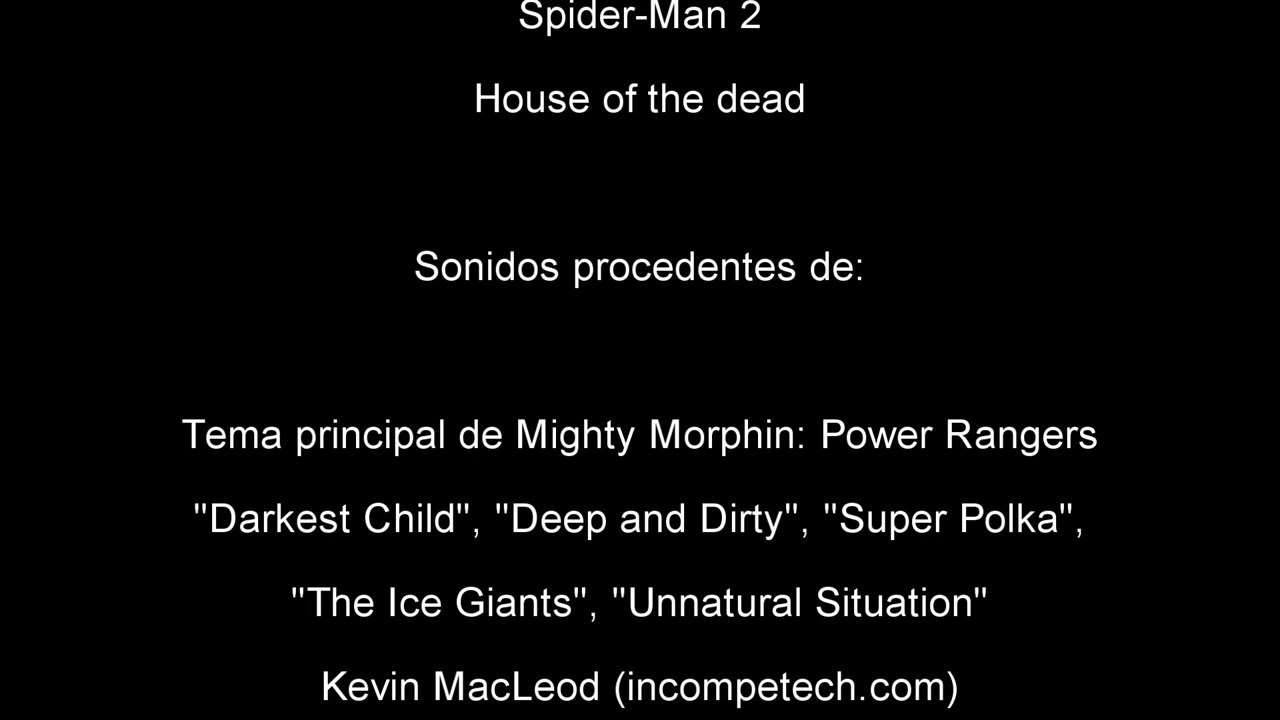 Spider-Man 2
House of the dead
Sonidos procedentes de:
Tema principal de Mighty Morphin: Power Rangers
"Darkest Child", "Deep and Dirty", "Super Polka",
"The Ice Giants", "Unnatural Situation"
Kevin MacLeod (incompetech.com)